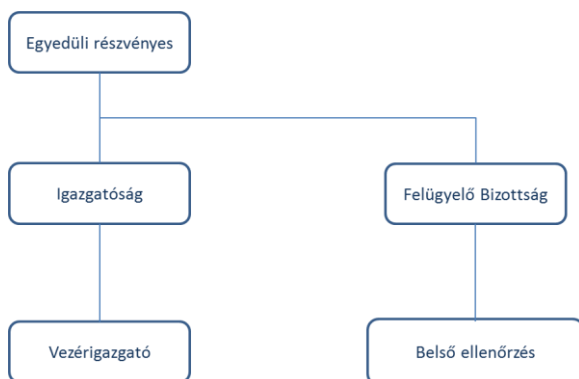 Egyedüli részvényes
Igazgatóság
Felügyelő Bizottság
Vezérigazgató
Belső ellenőrzés